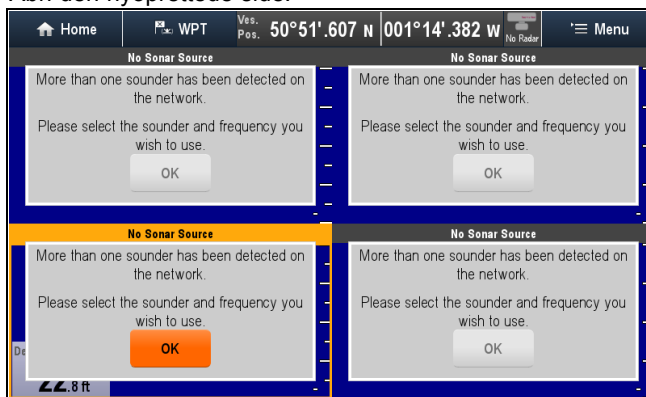 Home
WPT
Ves.
Pos. 50°51'.607 N 001°14'.382 W
No Radar
Menu
No Sonar Source
More than one sounder has been detected on
the network.
Please select the sounder and frequency you
wish to use.
OK
No Sonar Source
More than one sounder has been detected on
the network.
Please select the sounder and frequency you
wish to use.
OK
No Sonar Source
More than one sounder has been detected on
the network.
Please select the sounder and frequency you
wish to use.
OK
22.8 ft
No Sonar Source
More than one sounder has been detected on
the network.
Please select the sounder and frequency you
wish to use.
OK